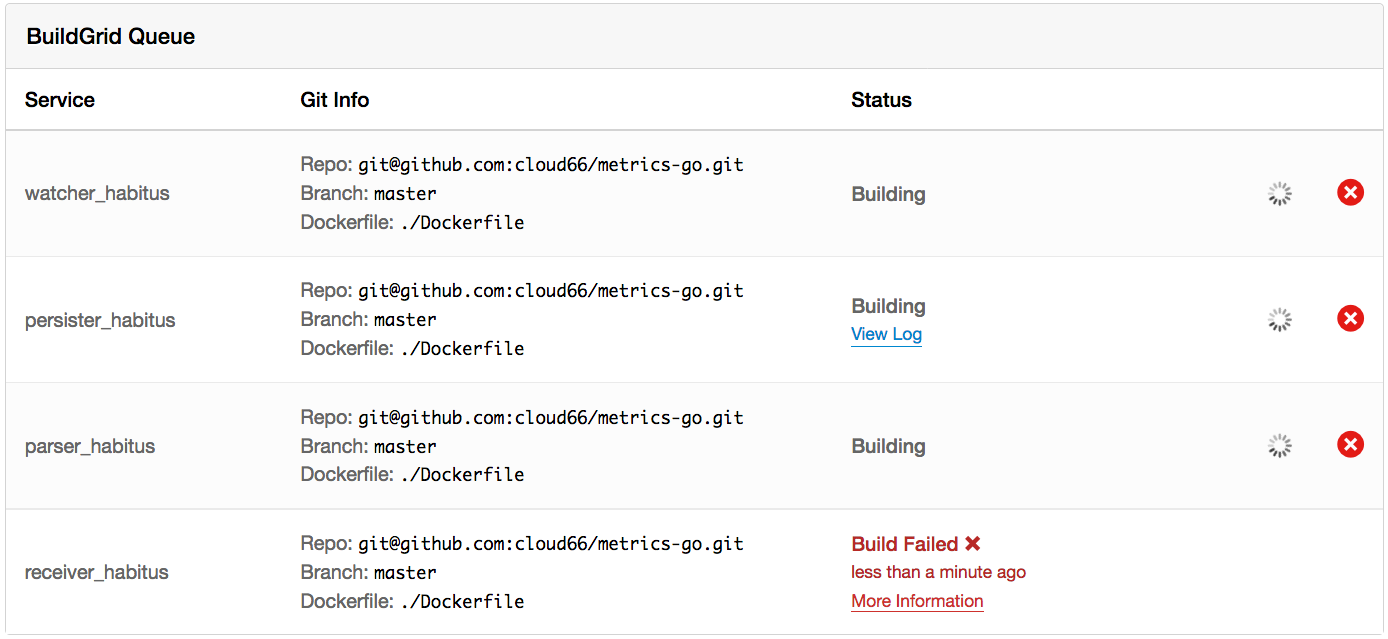 BuildGrid Queue
Service Git Info Status
watcher_habitus
Repo: git@github.com:cloud66/metrics-go.git
Branch: master
Dockerfile: ./Dockerfile
Building
persister_habitus
Repo: git@github.com:cloud66/metrics-go.git
Branch: master
Dockerfile: ./Dockerfile
Building
View Log
parser_habitus
Repo: git@github.com:cloud66/metrics-go.git
Branch: master
Dockerfile: ./Dockerfile
Building
receiver_habitus
Repo: git@github.com:cloud66/metrics-go.git
Branch: master
Dockerfile: ./Dockerfile
Build Failed
less than a minute ago
More Information